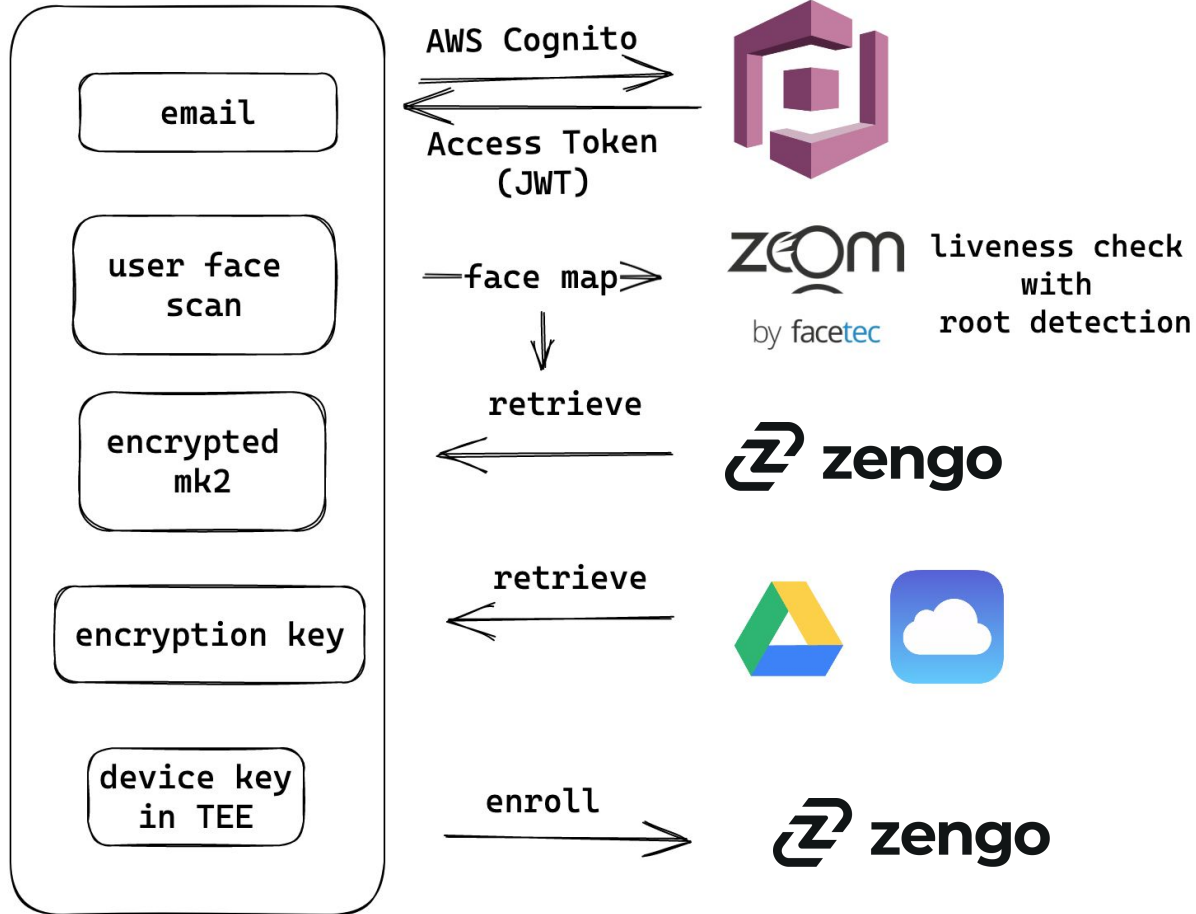 AWS Cognito
email
Access Token
(JWT)
user face
scan
face map
zoom
by facetec
liveness check
with
root detection
retrieve
encrypted
mk2
zengo
retrieve
encryption key
device key
in TEE
enroll
zengo